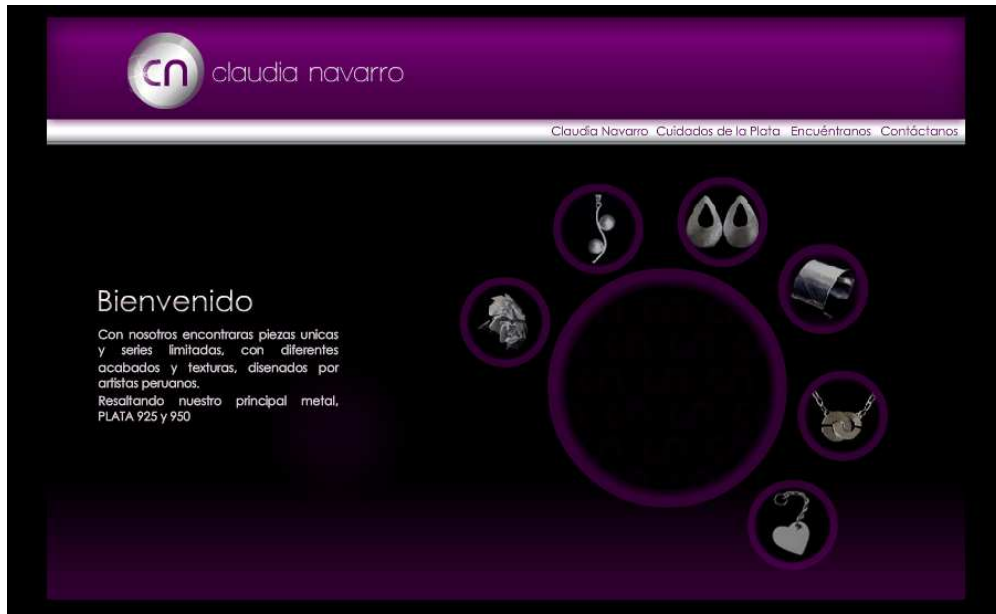 cn claudia navarro
Claudia Navarro Cuidados de la Plata Encuéntranos Contáctanos
Bienvenido
Con nosotros encontraras piezas unicas
y series limitadas, con diferentes
acabados y texturas, disenados por
artistas peruanos.
Resaltando nuestro principal metal,
PLATA 925 y 950